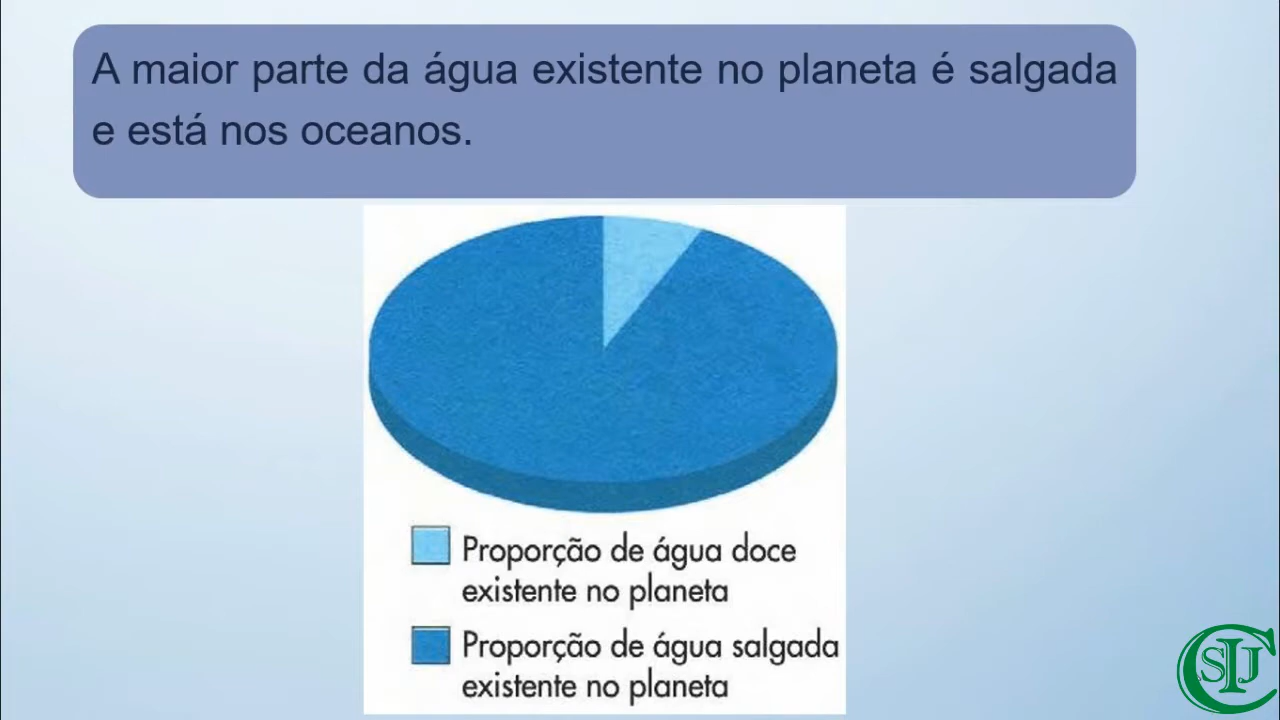 A maior parte da água existente no planeta é salgada
e está nos oceanos.
Proporção de água doce
existente no planeta
Proporção de água salgada
existente no planeta